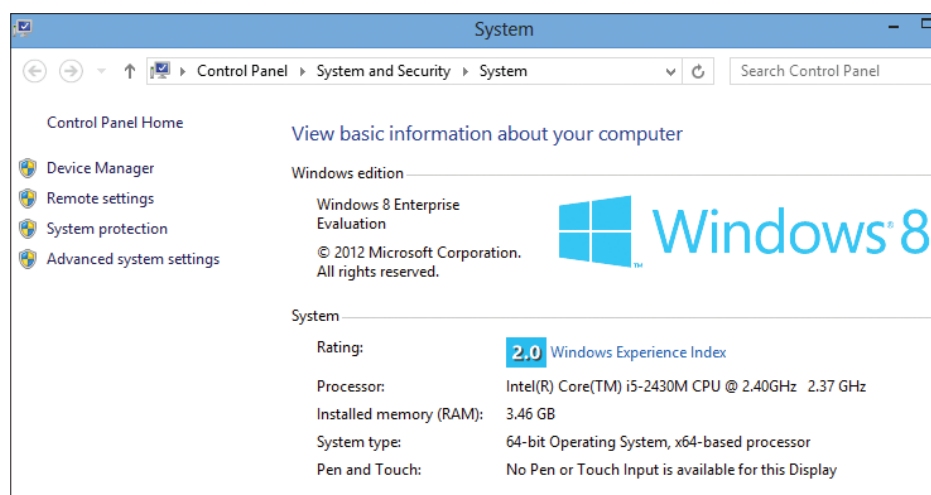 System
Control Panel System and Security System
Search Control Panel
Control Panel Home
Device Manager
Remote settings
System protection
Advanced system settings
View basic information about your computer
Windows edition
Windows 8 Enterprise
Evaluation
© 2012 Microsoft Corporation.
All rights reserved.
Windows 8
TM
System
Rating:
2.0 Windows Experience Index
Processor: Intel(R) Core(TM) i5-2430M CPU @ 2.40GHz 2.37 GHz
Installed memory (RAM): 3.46 GB
System type: 64-bit Operating System, x64-based processor
Pen and Touch: No Pen or Touch Input is available for this Display